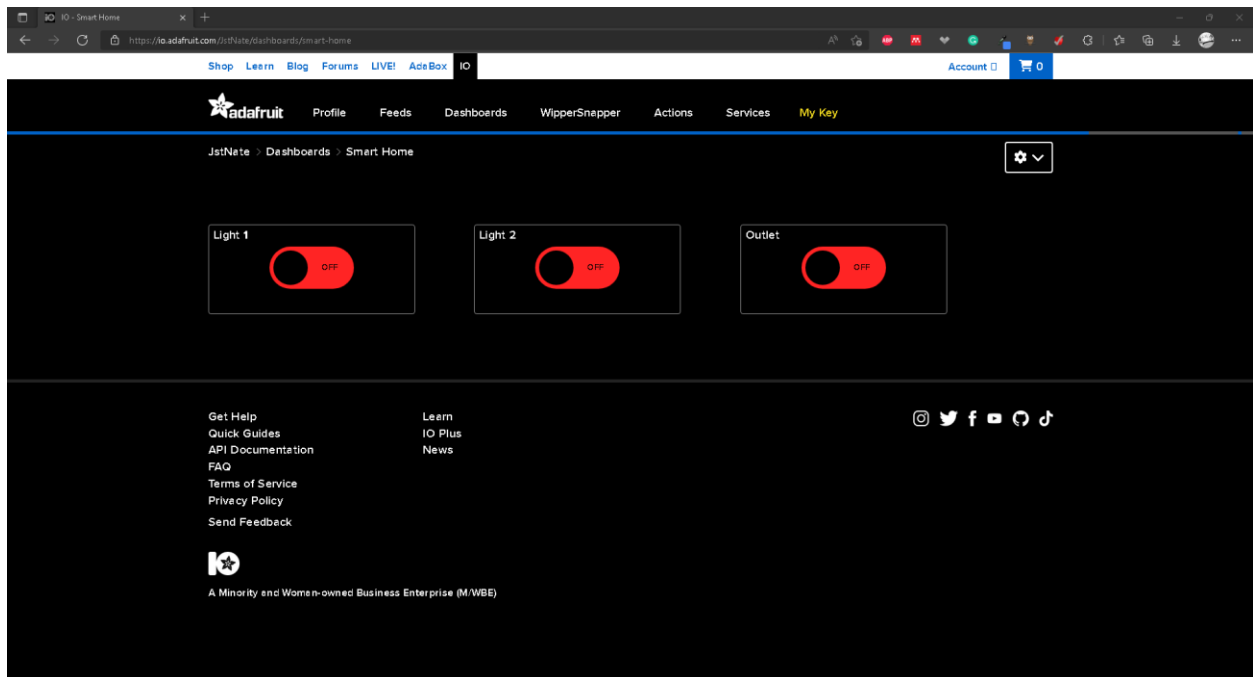 IO - Smart Home
https://io.adafruit.com/JstNate/dashboards/smart-home
Shop Learn Blog Forums LIVE! AdaBox IO Account 0
adafruit Profile Feeds Dashboards WipperSnapper Actions Services My Key
JstNate > Dashboards > Smart Home
Light 1 Light 2 Outlet
OFF OFF OFF
Get Help Learn
Quick Guides IO Plus
API Documentation News
FAQ
Terms of Service
Privacy Policy
Send Feedback
IO
A Minority and Woman-owned Business Enterprise (M/WBE)